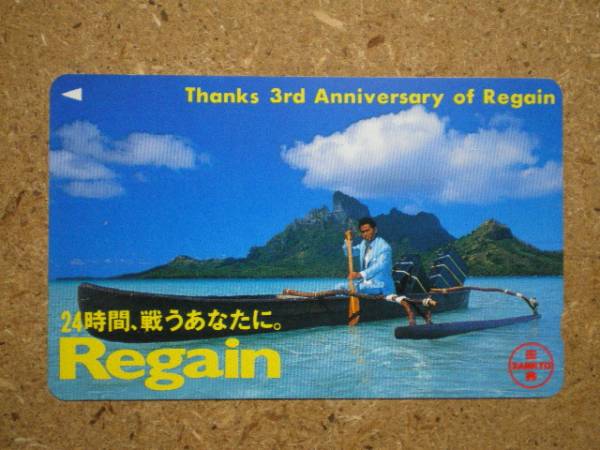 Thanks 3rd Anniversary of Regain
24時間、戦うあなたに。
Regain
三
SANKYO
共